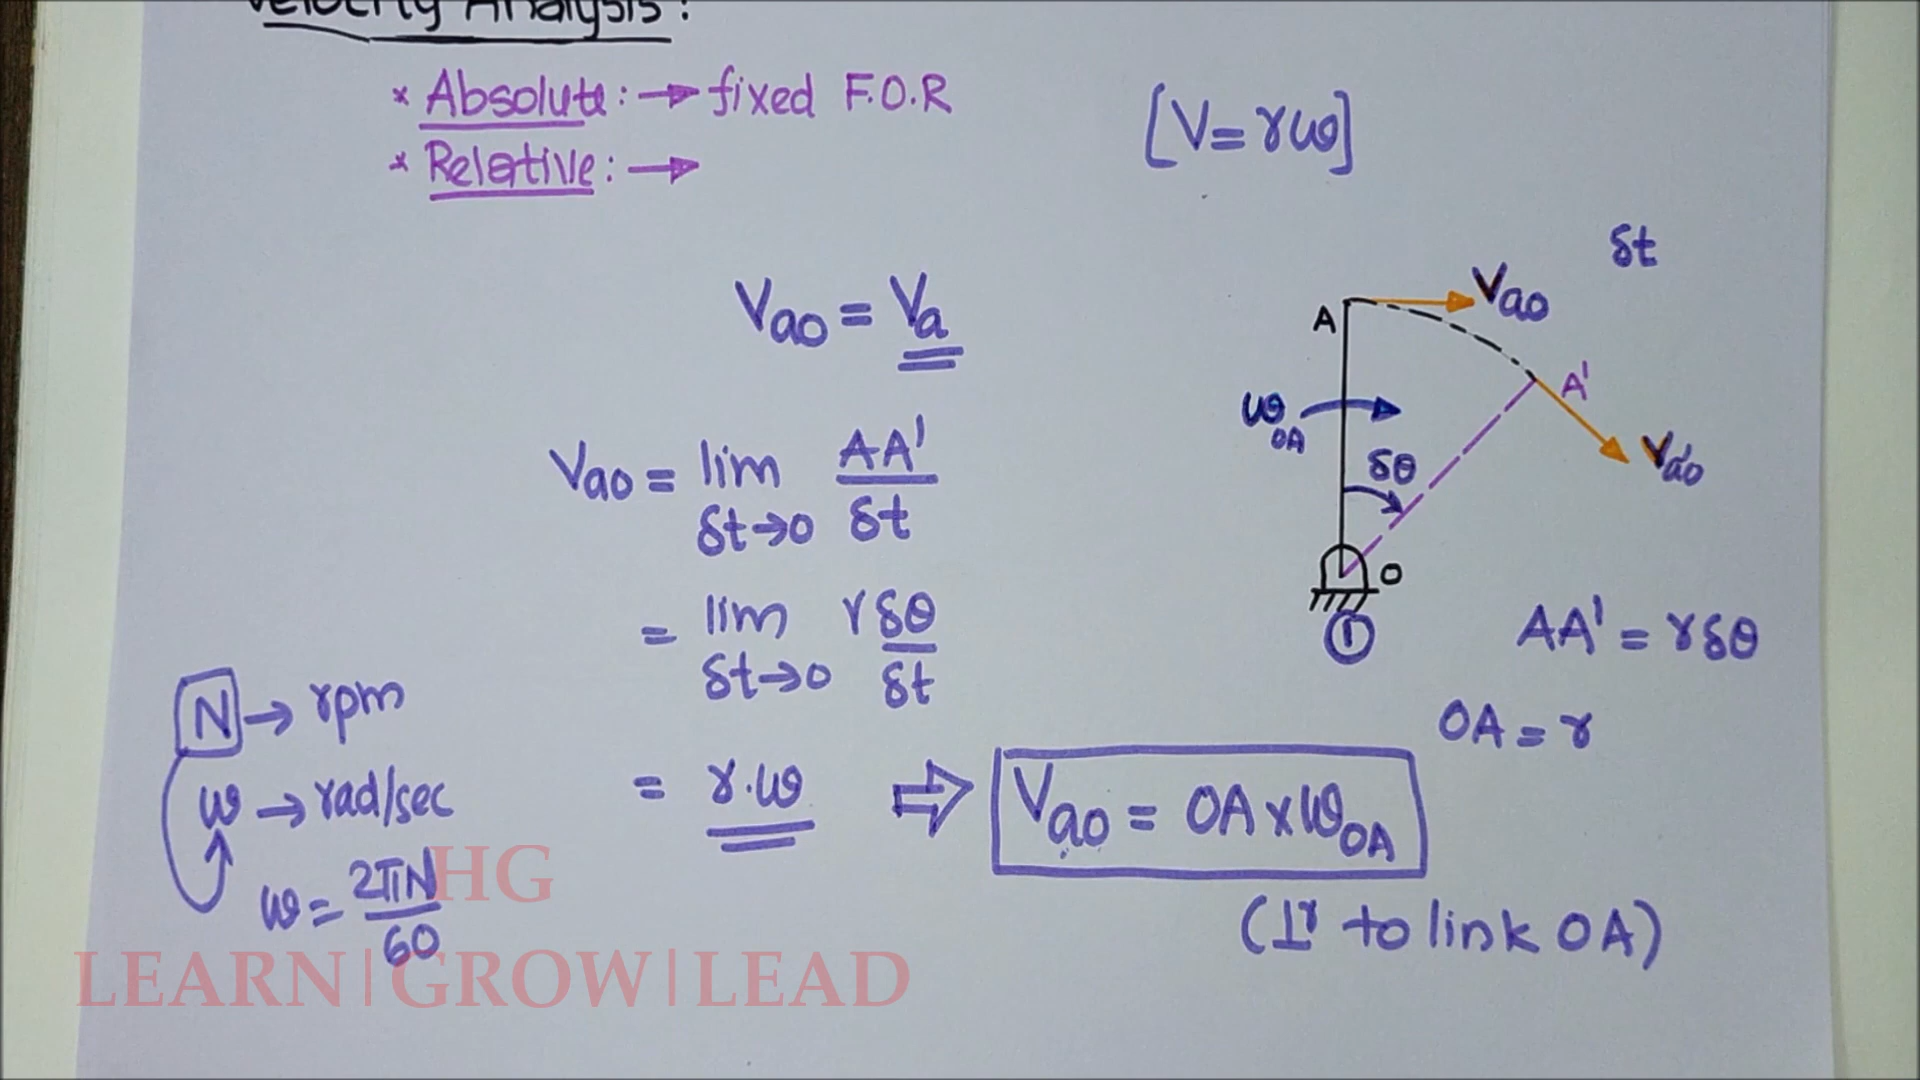 Velocity Analysis :
* Absolute : → fixed F.O.R
* Relative : →
[V = rω]
δt
Vao = Va
A
Vao
A'
Va'o
ωOA
δθ
O
1
Vao = lim δt→0 AA'/δt
= lim δt→0 r δθ/δt
AA' = rδθ
OA = r
N → rpm
ω → rad/sec
ω = 2πN/60
= r.ω ⇒ Vao = OA x ωOA
(⊥r to link OA)
HG
LEARN|GROW|LEAD